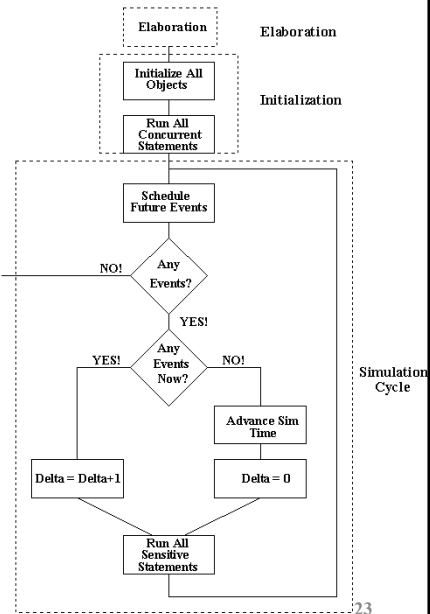 Elaboration
Elaboration
Initialize All
Objects
Initialization
Run All
Concurrent
Statements
Schedule
Future Events
NO!
Any
Events?
YES!
Any
Events
Now?
YES!
NO!
Simulation
Cycle
Advance Sim
Time
Delta = Delta+1
Delta = 0
Run All
Sensitive
Statements
23